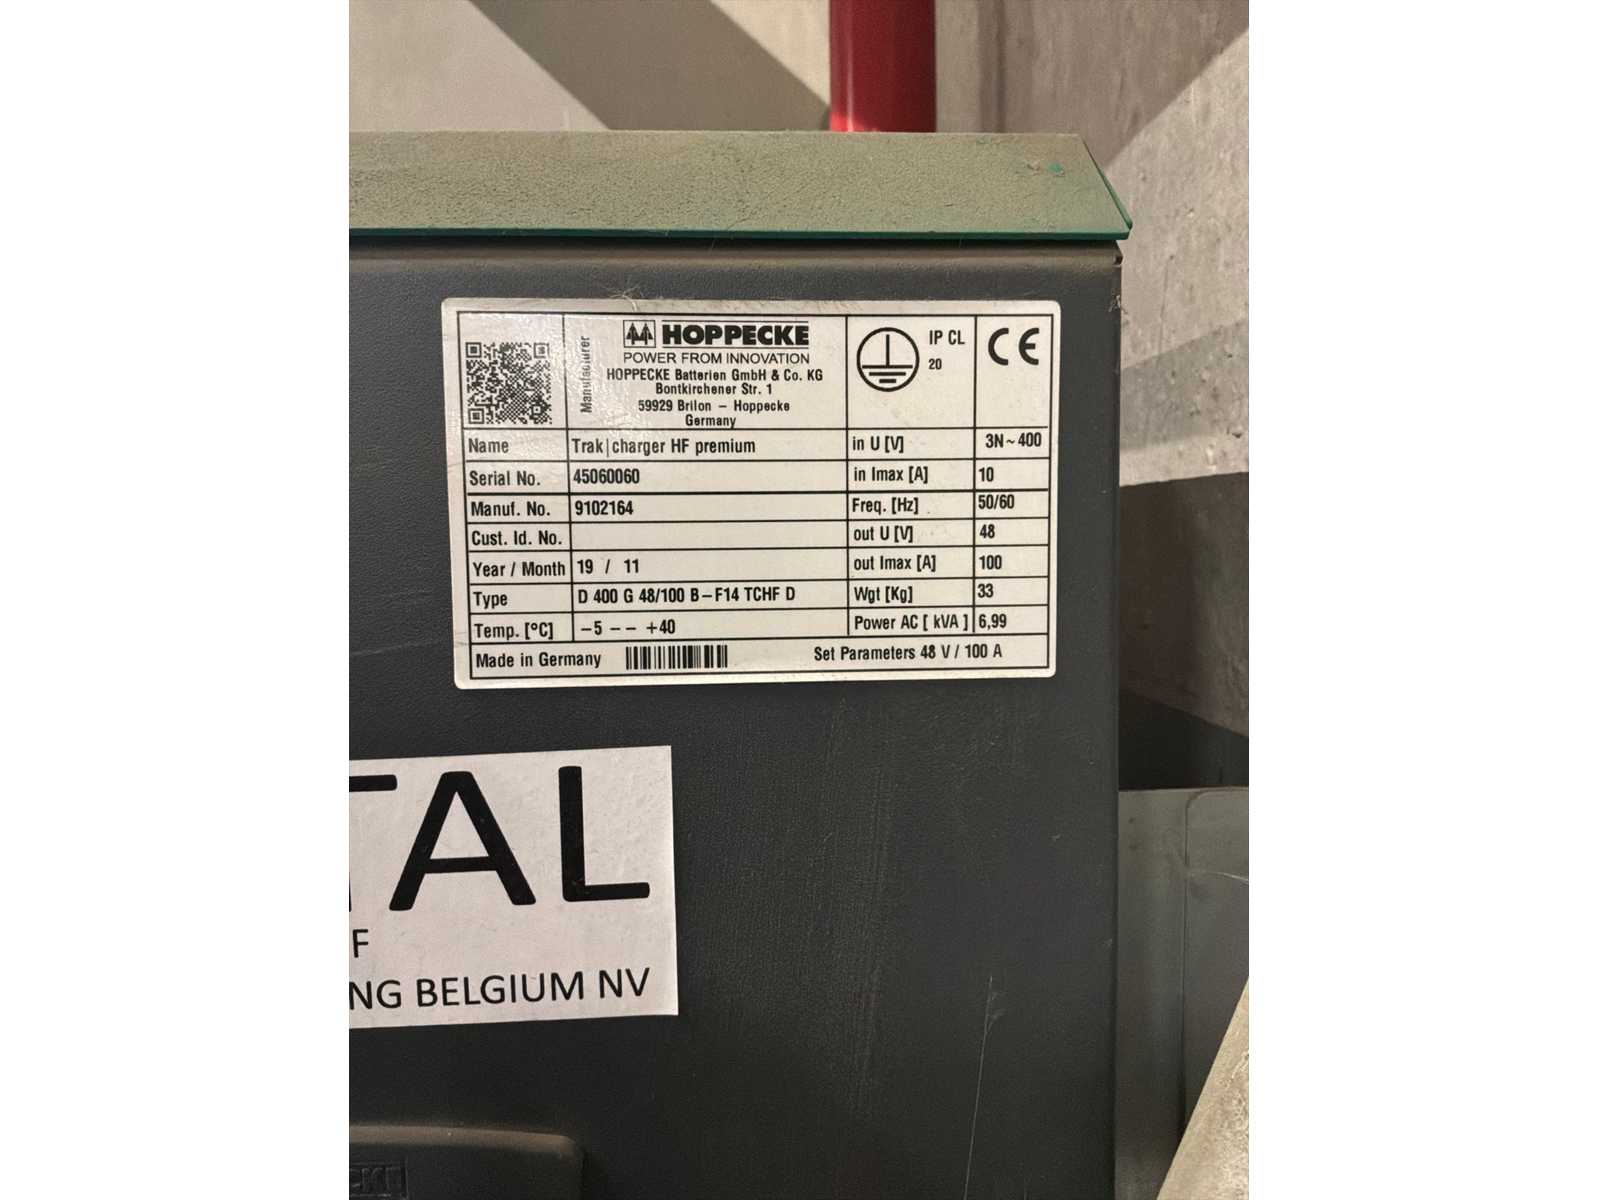 Manufacturer
HOPPECKE
POWER FROM INNOVATION
HOPPECKE Batterien GmbH & Co. KG
Bontkirchener Str. 1
59929 Brilon – Hoppecke
Germany
IP CL
20
CE
Name Trak|charger HF premium
Serial No. 45060060
Manuf. No. 9102164
Cust. Id. No.
Year / Month 19 / 11
Type D 400 G 48/100 B–F14 TCHF D
Temp. [°C] –5 –– +40
in U [V] 3N~400
in Imax [A] 10
Freq. [Hz] 50/60
out U [V] 48
out Imax [A] 100
Wgt [Kg] 33
Power AC [ kVA ] 6,99
Made in Germany
Set Parameters 48 V / 100 A
TAL
F
NG BELGIUM NV